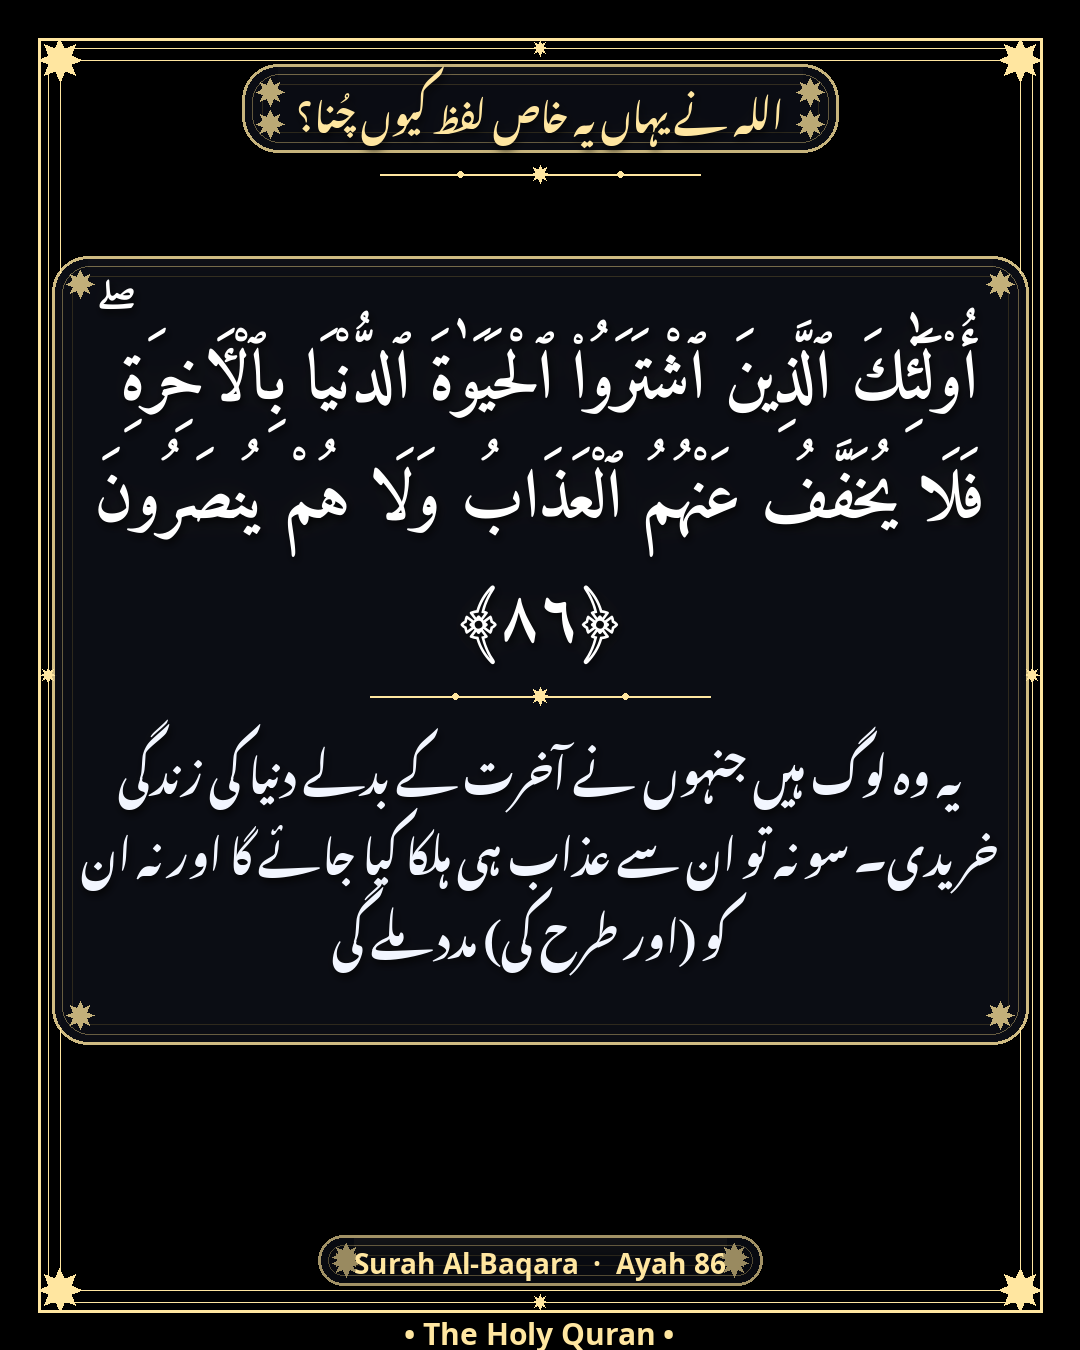 اللہ نے یہاں یہ خاص لفظ کیوں چُنا؟
أُو۟لَـٰٓئِكَ ٱلَّذِينَ ٱشْتَرَوُا۟ ٱلْحَيَوٰةَ ٱلدُّنْيَا بِٱلْـَٔاخِرَةِ ۖ
فَلَا يُخَفَّفُ عَنْهُمُ ٱلْعَذَابُ وَلَا هُمْ يُنصَرُونَ
﴿٨٦﴾
یہ وہ لوگ ہیں جنہوں نے آخرت کے بدلے دنیا کی زندگی
خریدی۔ سو نہ تو ان سے عذاب ہی ہلکا کیا جائے گا اور نہ ان
کو (اور طرح کی) مدد ملے گی
Surah Al-Baqara · Ayah 86
• The Holy Quran •